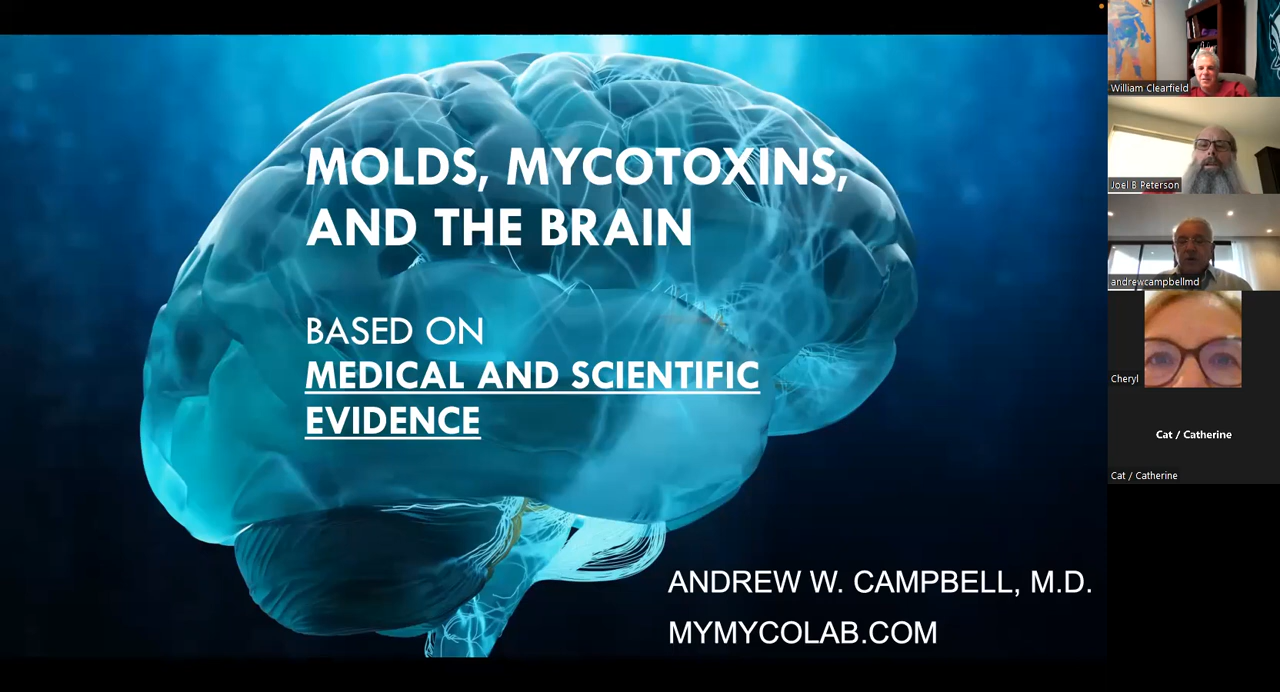 MOLDS, MYCOTOXINS,
AND THE BRAIN
BASED ON
MEDICAL AND SCIENTIFIC
EVIDENCE
ANDREW W. CAMPBELL, M.D.
MYMYCOLAB.COM
William Clearfield
Joel B Peterson
andrewcampbellmd
Cheryl
Cat / Catherine
Cat / Catherine